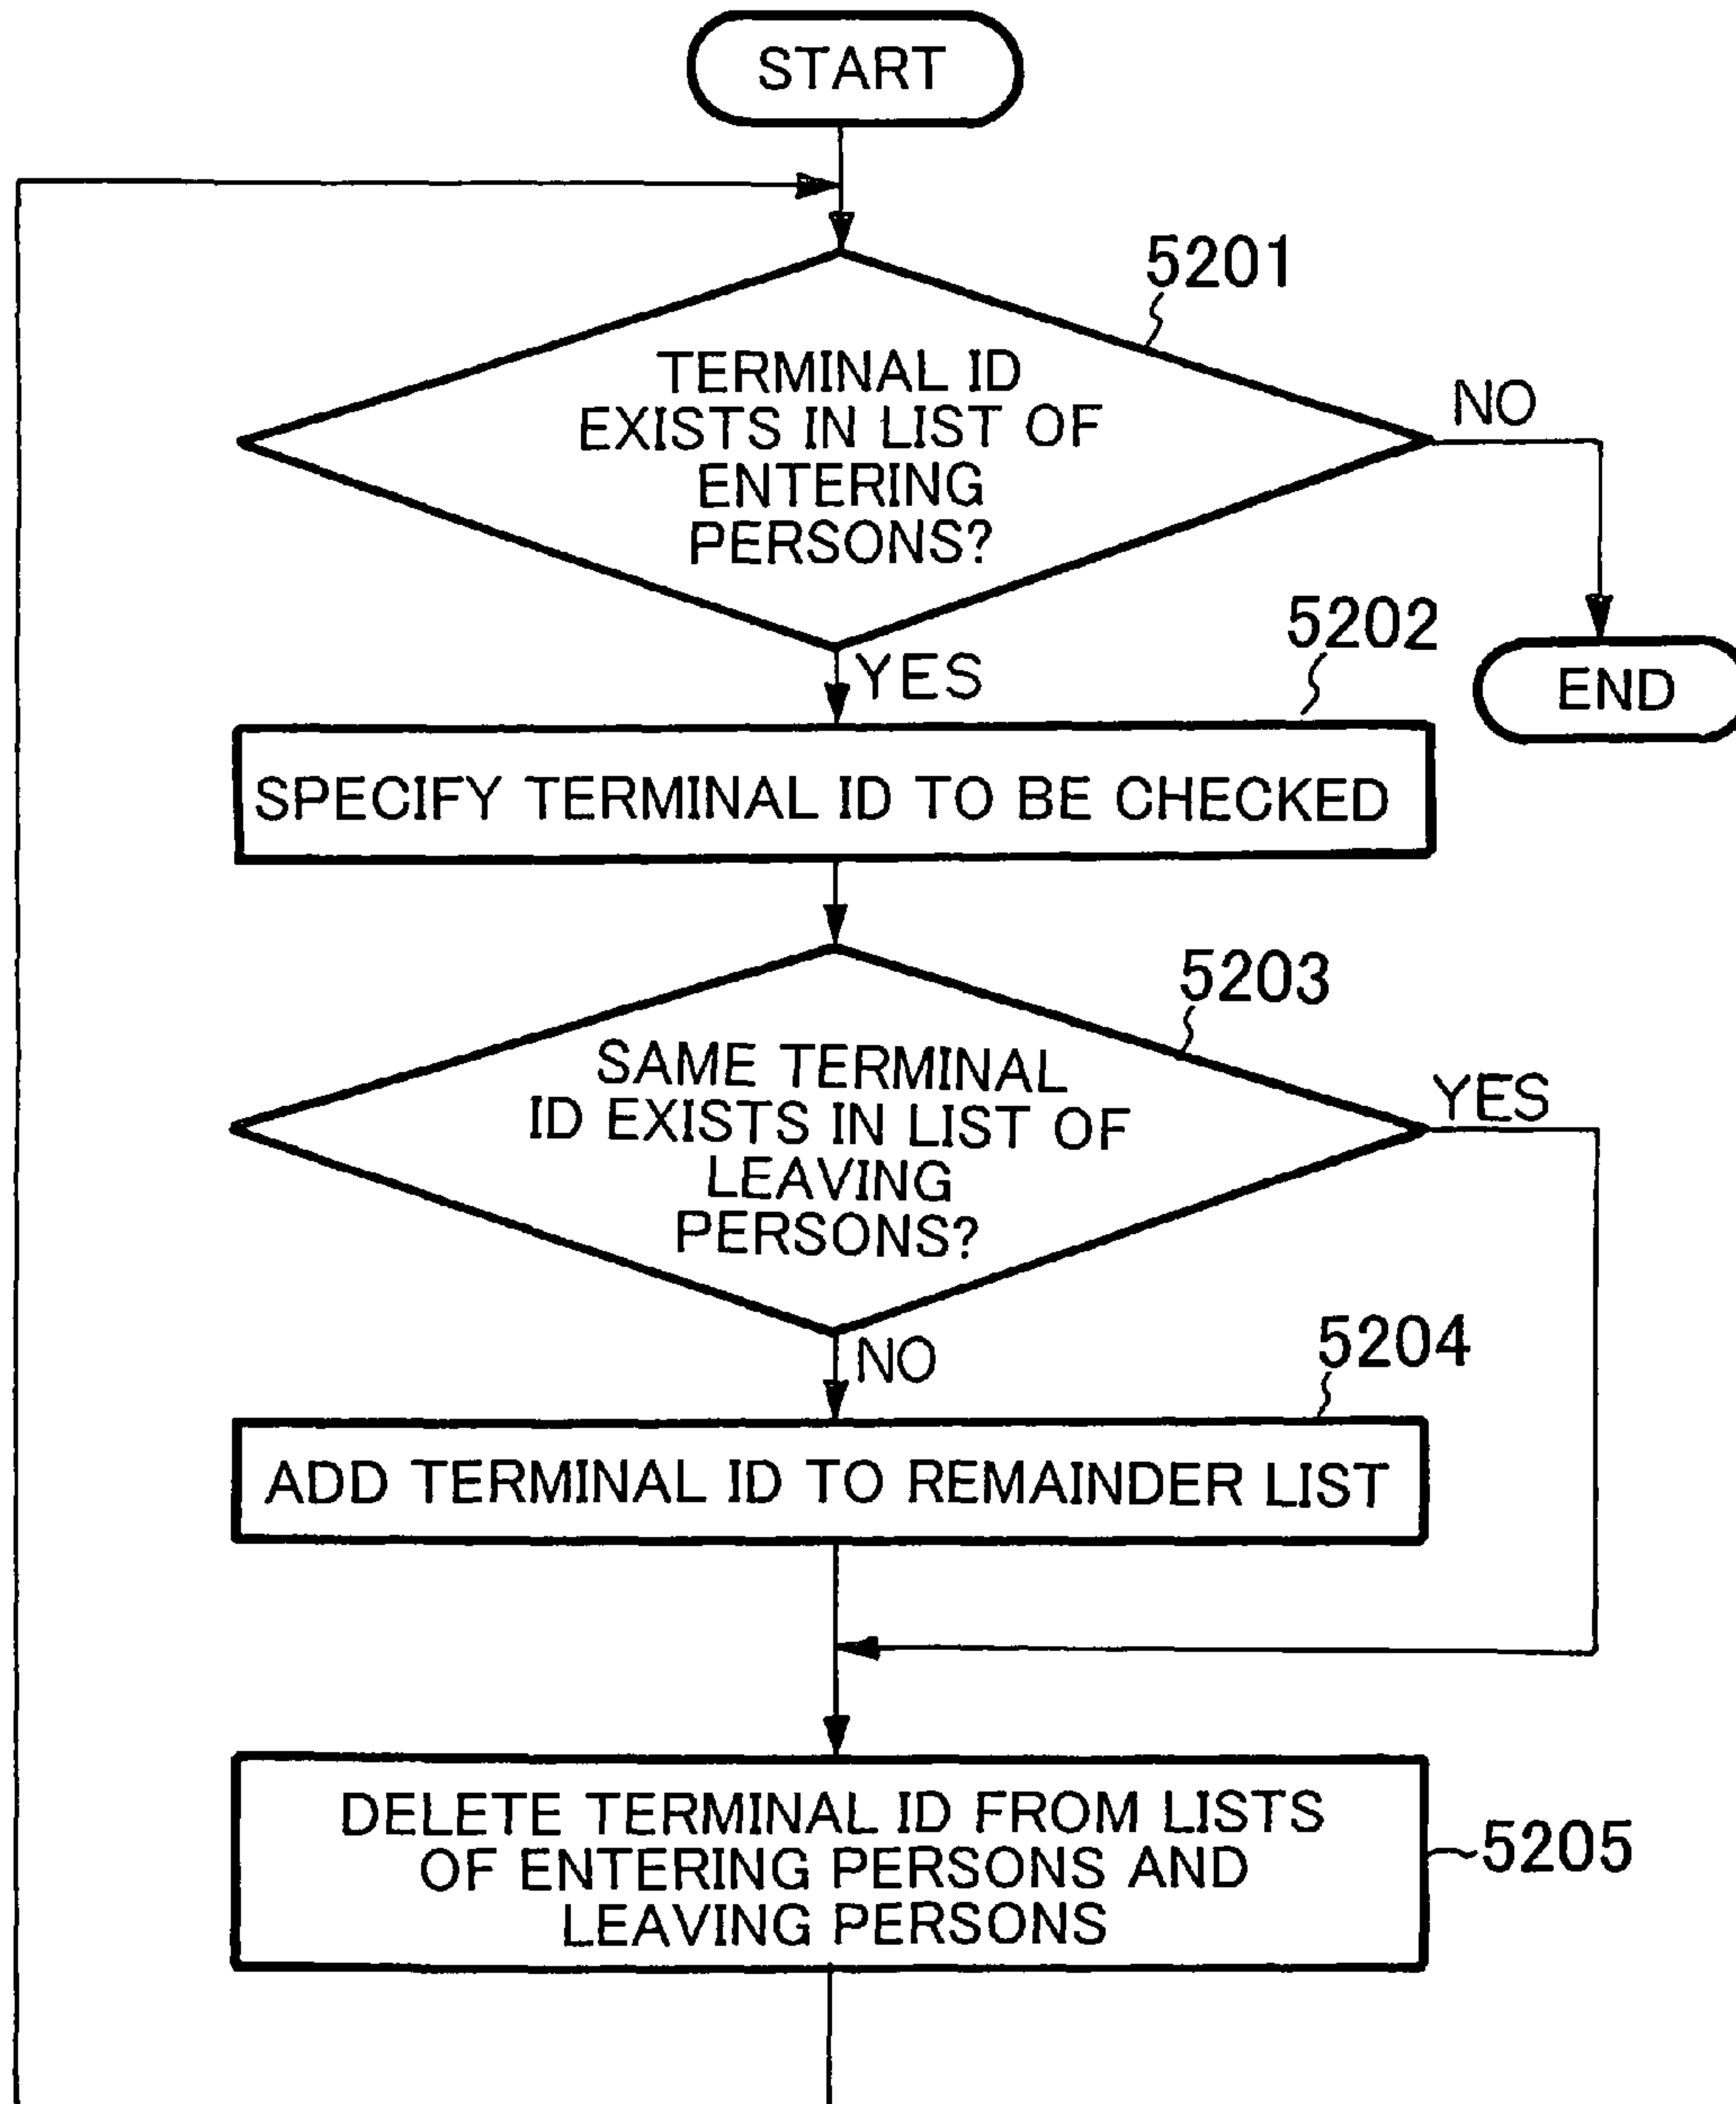 START
5201
TERMINAL ID
EXISTS IN LIST OF
ENTERING
PERSONS?
NO
5202
YES
END
SPECIFY TERMINAL ID TO BE CHECKED
5203
SAME TERMINAL
ID EXISTS IN LIST OF
LEAVING
PERSONS?
YES
5204
NO
ADD TERMINAL ID TO REMAINDER LIST
DELETE TERMINAL ID FROM LISTS
OF ENTERING PERSONS AND
LEAVING PERSONS
5205